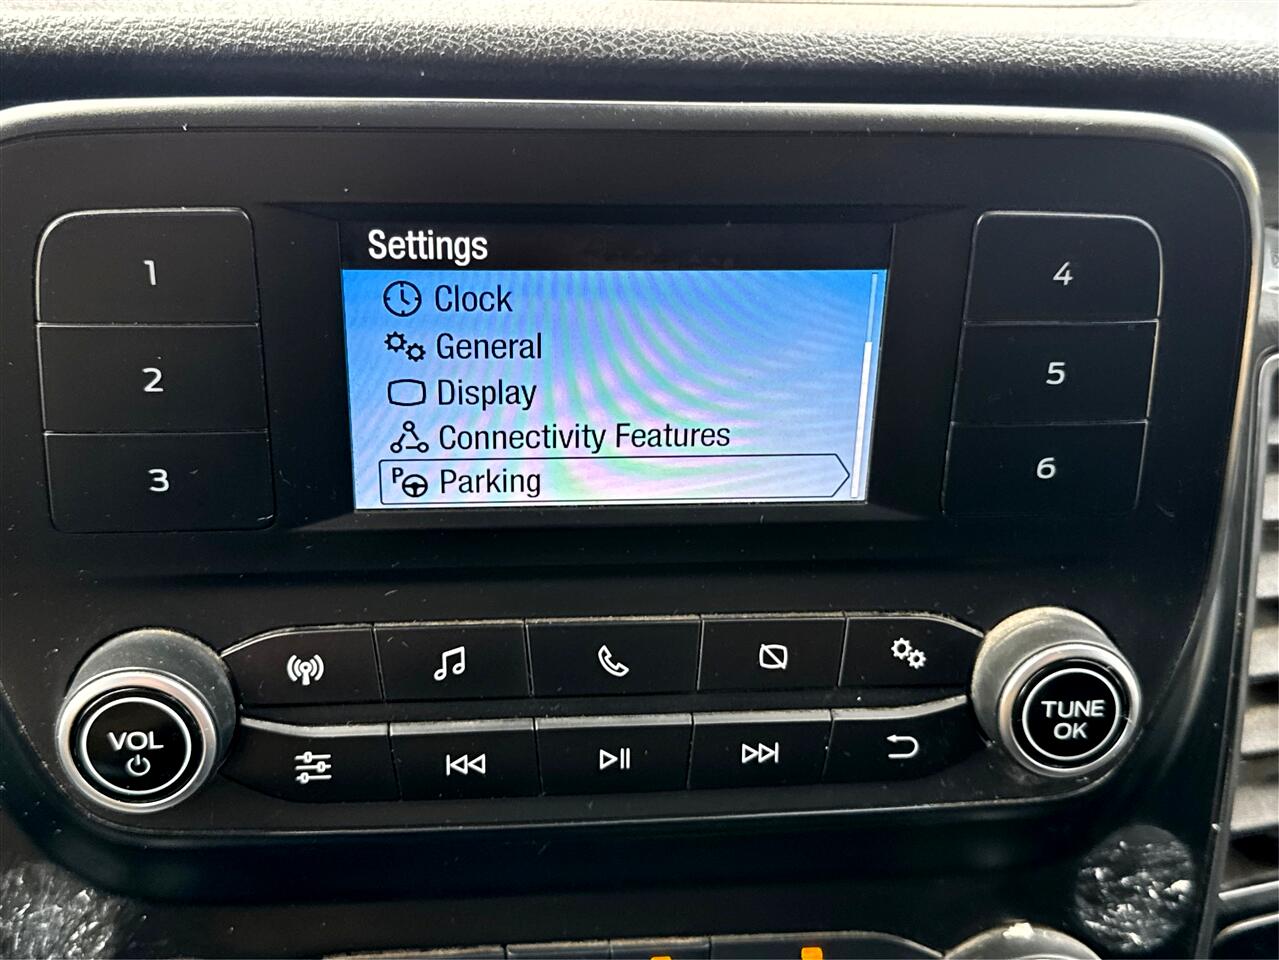 Settings
Clock
General
Display
Connectivity Features
P Parking
1
2
3
4
5
6
VOL
TUNE
OK